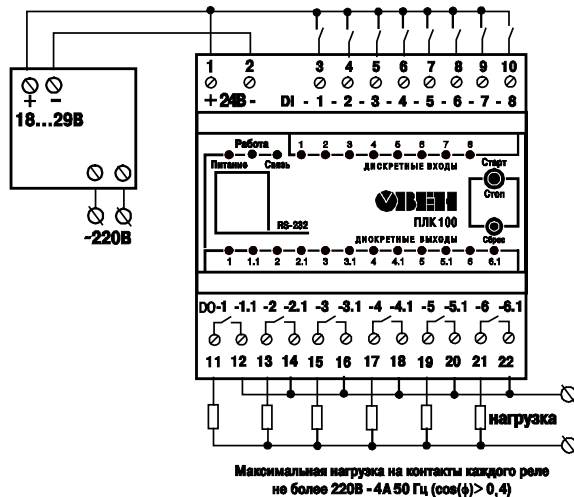 1 2 3 4 5 6 7 8 9 10
+ 24В - DI - 1 - 2 - 3 - 4 - 5 - 6 - 7 - 8
+ -
18...29В
~220В
Работа
Питание Связь
1 2 3 4 5 6 7 8
ДИСКРЕТНЫЕ ВХОДЫ
Старт
Стоп
ОВЕН
ПЛК 100
RS-232
ДИСКРЕТНЫЕ ВЫХОДЫ
Сброс
1 1.1 2 2.1 3 3.1 4 4.1 5 5.1 6 6.1
DO-1 -1.1 -2 -2.1 -3 -3.1 -4 -4.1 -5 -5.1 -6 -6.1
11 12 13 14 15 16 17 18 19 20 21 22
нагрузка
Максимальная нагрузка на контакты каждого реле
не более 220В - 4А 50 Гц (cos(ϕ)> 0,4)